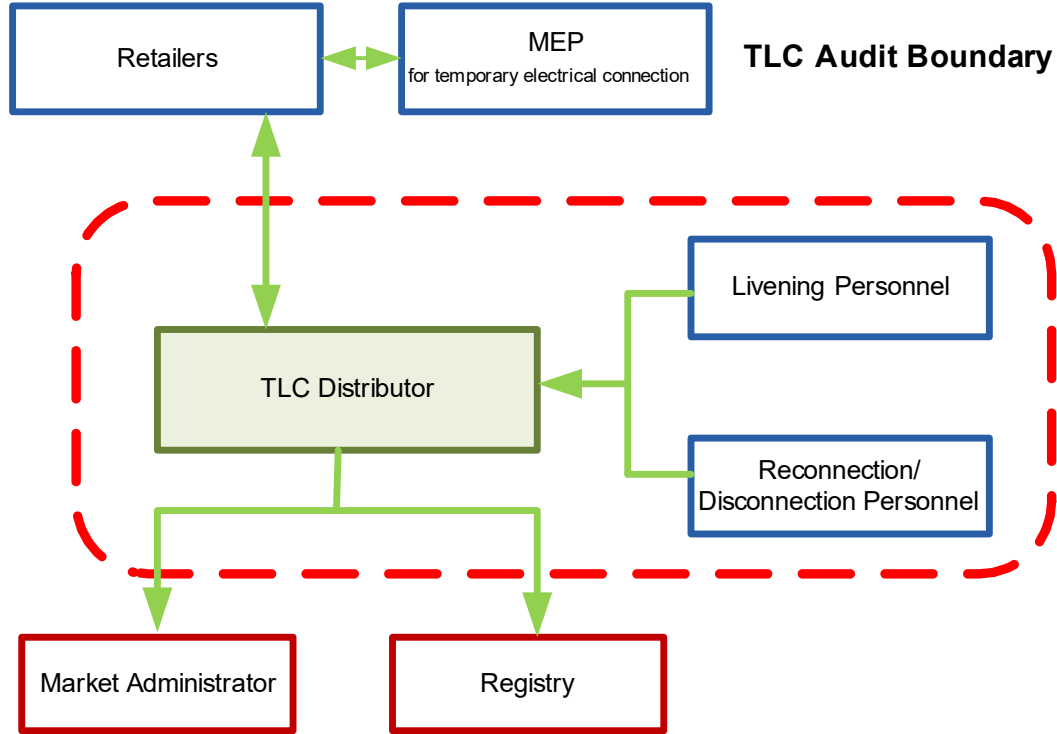 Retailers
MEP
for temporary electrical connection
TLC Audit Boundary
Livening Personnel
TLC Distributor
Reconnection/
Disconnection Personnel
Market Administrator
Registry